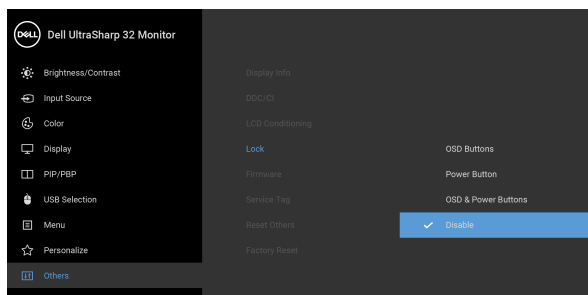 DELL
Dell UltraSharp 32 Monitor
Brightness/Contrast
Input Source
Color
Display
PIP/PBP
USB Selection
Menu
Personalize
Others
Display Info
DDC/CI
LCD Conditioning
Lock
Firmware
Service Tag
Reset Others
Factory Reset
OSD Buttons
Power Button
OSD & Power Buttons
Disable